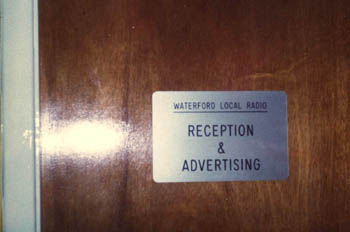 WATERFORD LOCAL RADIO
RECEPTION
&
ADVERTISING